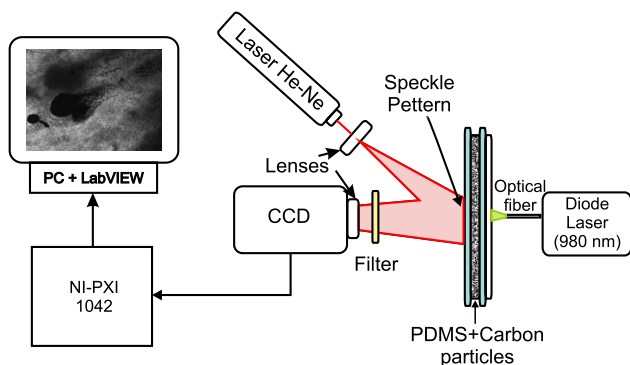 Laser He-Ne
Speckle
Pettern
Lenses
PC + LabVIEW
CCD
Filter
Optical
fiber
Diode
Laser
(980 nm)
NI-PXI
1042
PDMS+Carbon
particles